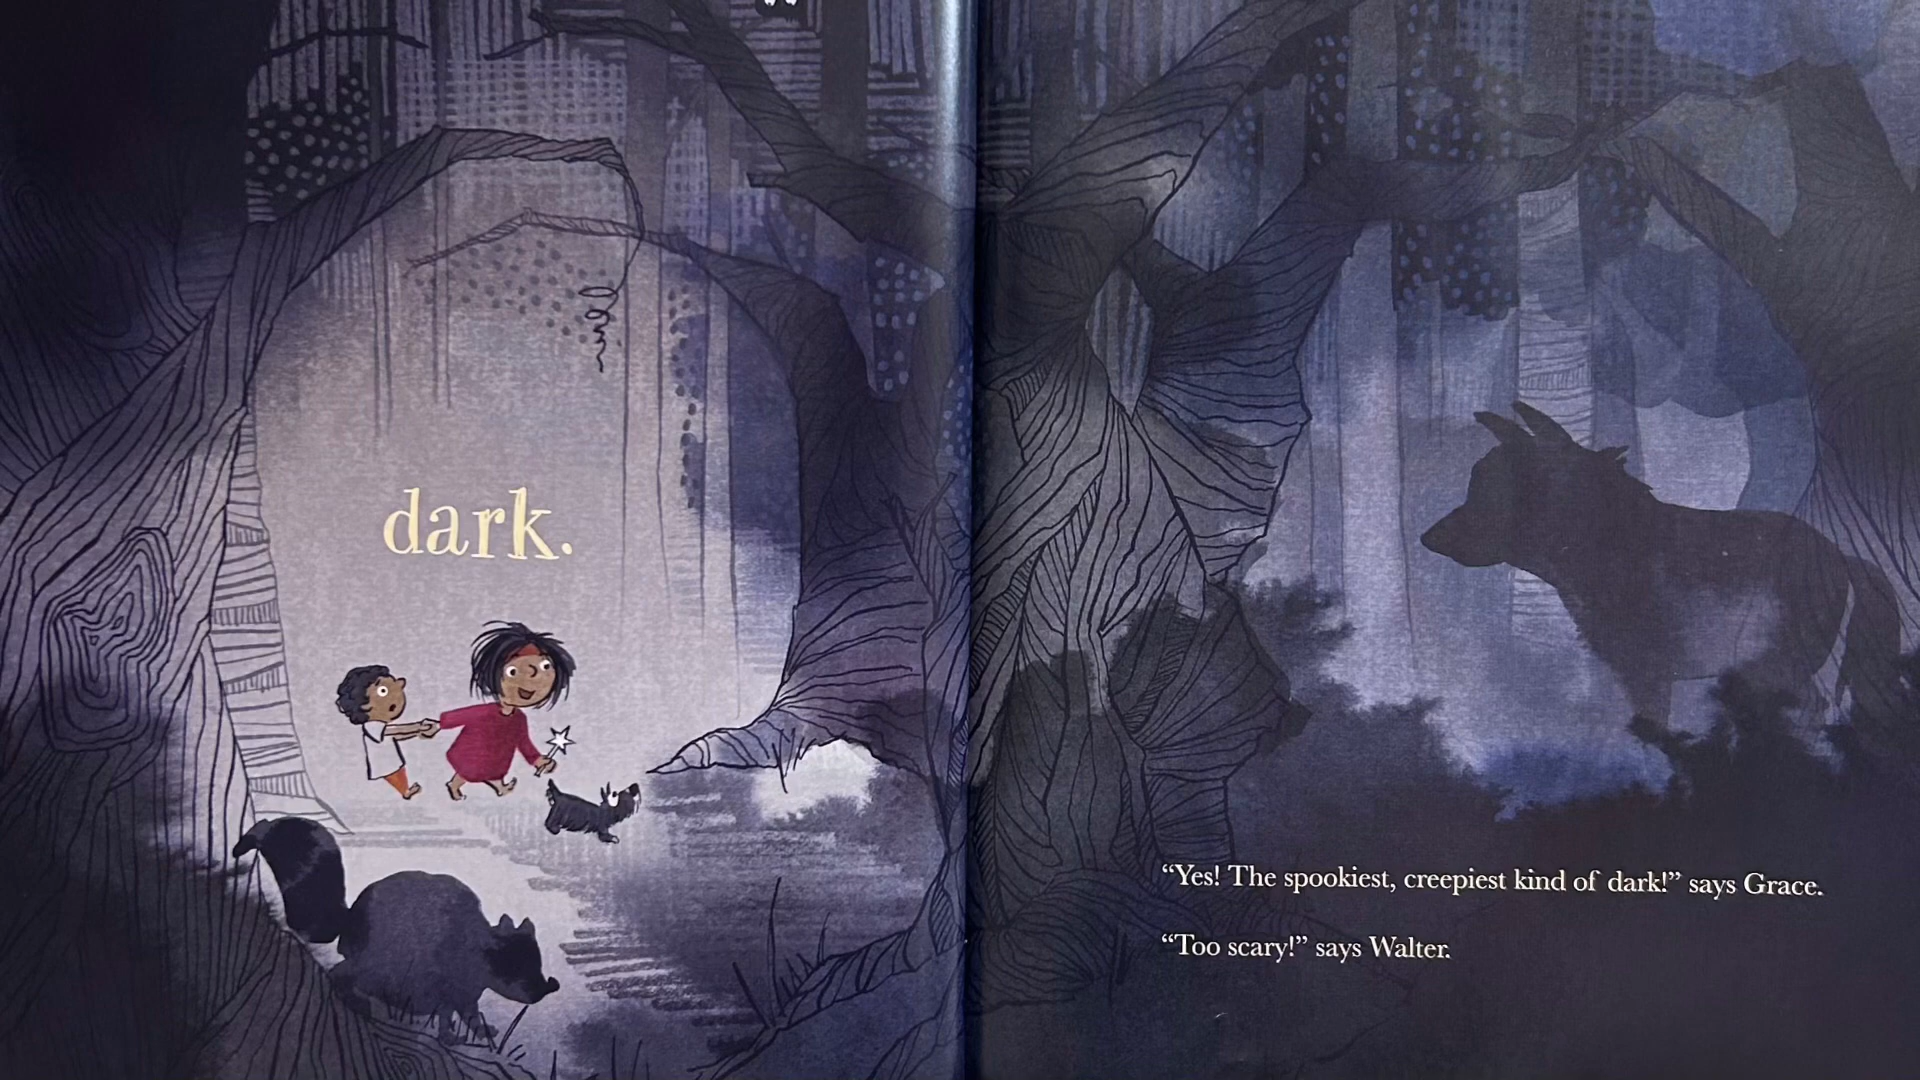 dark.
“Yes! The spookiest, creepiest kind of dark!” says Grace.
“Too scary!” says Walter.